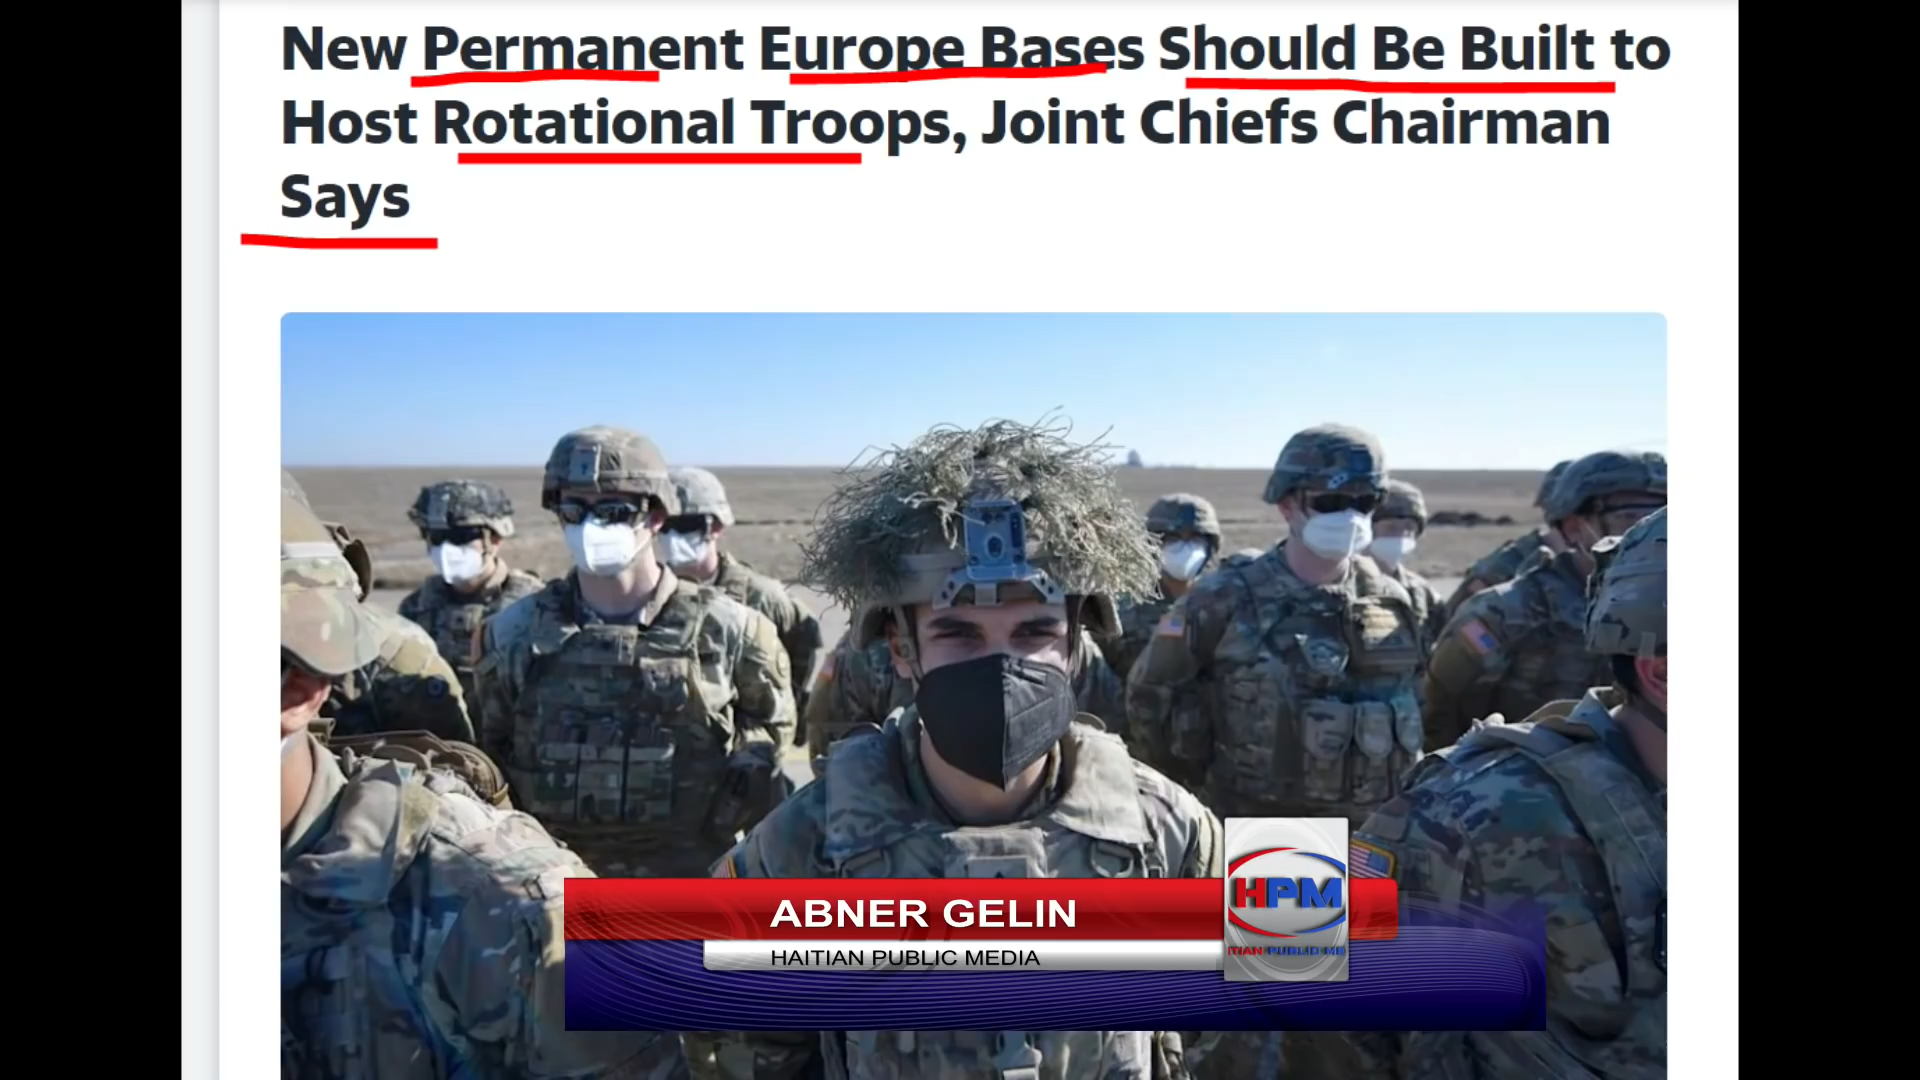 New Permanent Europe Bases Should Be Built to
Host Rotational Troops, Joint Chiefs Chairman
Says
ABNER GELIN
HAITIAN PUBLIC MEDIA
HPM